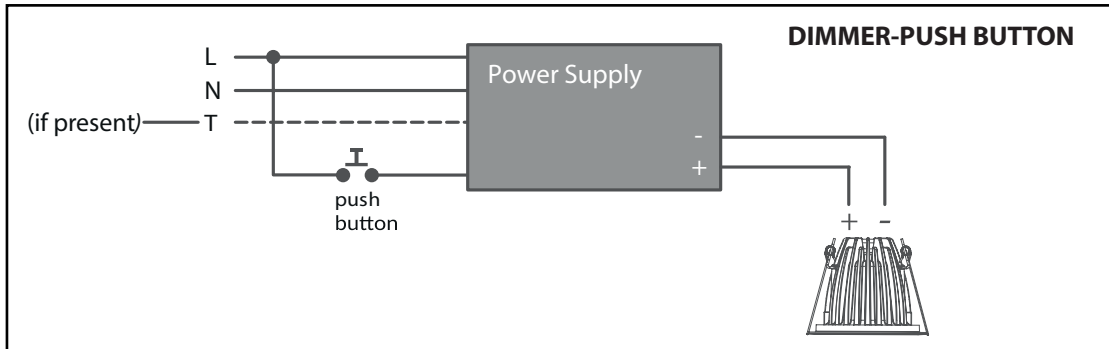 DIMMER-PUSH BUTTON
L
Power Supply
N
(if present) T
-
+
push
button
+ -